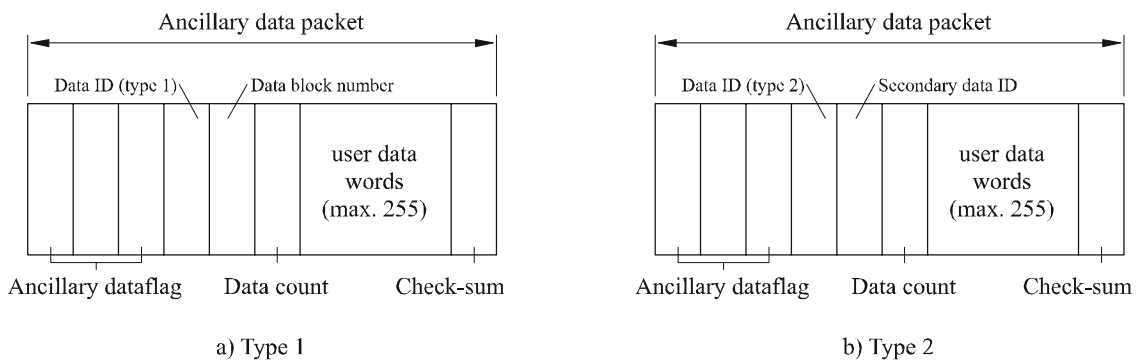 Ancillary data packet
Data ID (type 1)
Data block number
user data
words
(max. 255)
Ancillary dataflag
Data count
Check-sum
a) Type 1
Ancillary data packet
Data ID (type 2)
Secondary data ID
user data
words
(max. 255)
Ancillary dataflag
Data count
Check-sum
b) Type 2